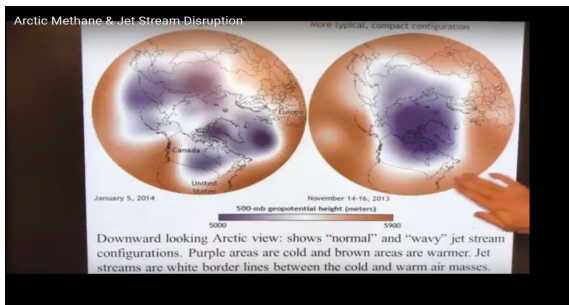 Arctic Methane & Jet Stream Disruption
More typical, compact configuration
Europe
Canada
United
States
January 5, 2014
November 14-16, 2013
500-mb geopotential height (meters)
5000
5900
Downward looking Arctic view: shows “normal” and “wavy” jet stream
configurations. Purple areas are cold and brown areas are warmer. Jet
streams are white border lines between the cold and warm air masses.